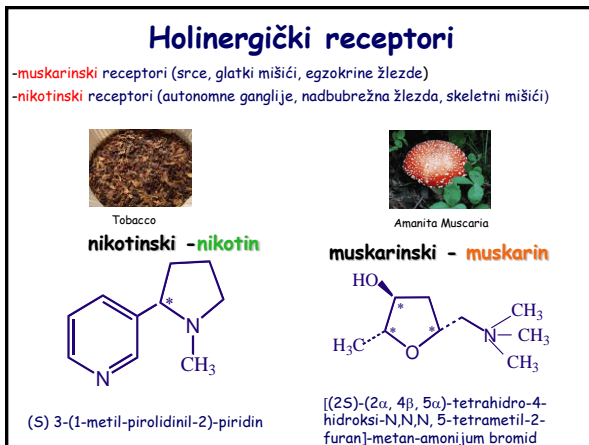 Holinergički receptori
-muskarinski receptori (srce, glatki mišići, egzokrine žlezde)
-nikotinski receptori (autonomne ganglije, nadbubrežna žlezda, skeletni mišići)
Tobacco
nikotinski -nikotin
N
CH3
N
*
(S) 3-(1-metil-pirolidinil-2)-piridin
Amanita Muscaria
muskarinski - muskarin
HO
*
H3C
*
*
O
N
CH3
CH3
CH3
[(2S)-(2α, 4β, 5α)-tetrahidro-4-
hidroksi-N,N,N, 5-tetrametil-2-
furan]-metan-amonijum bromid